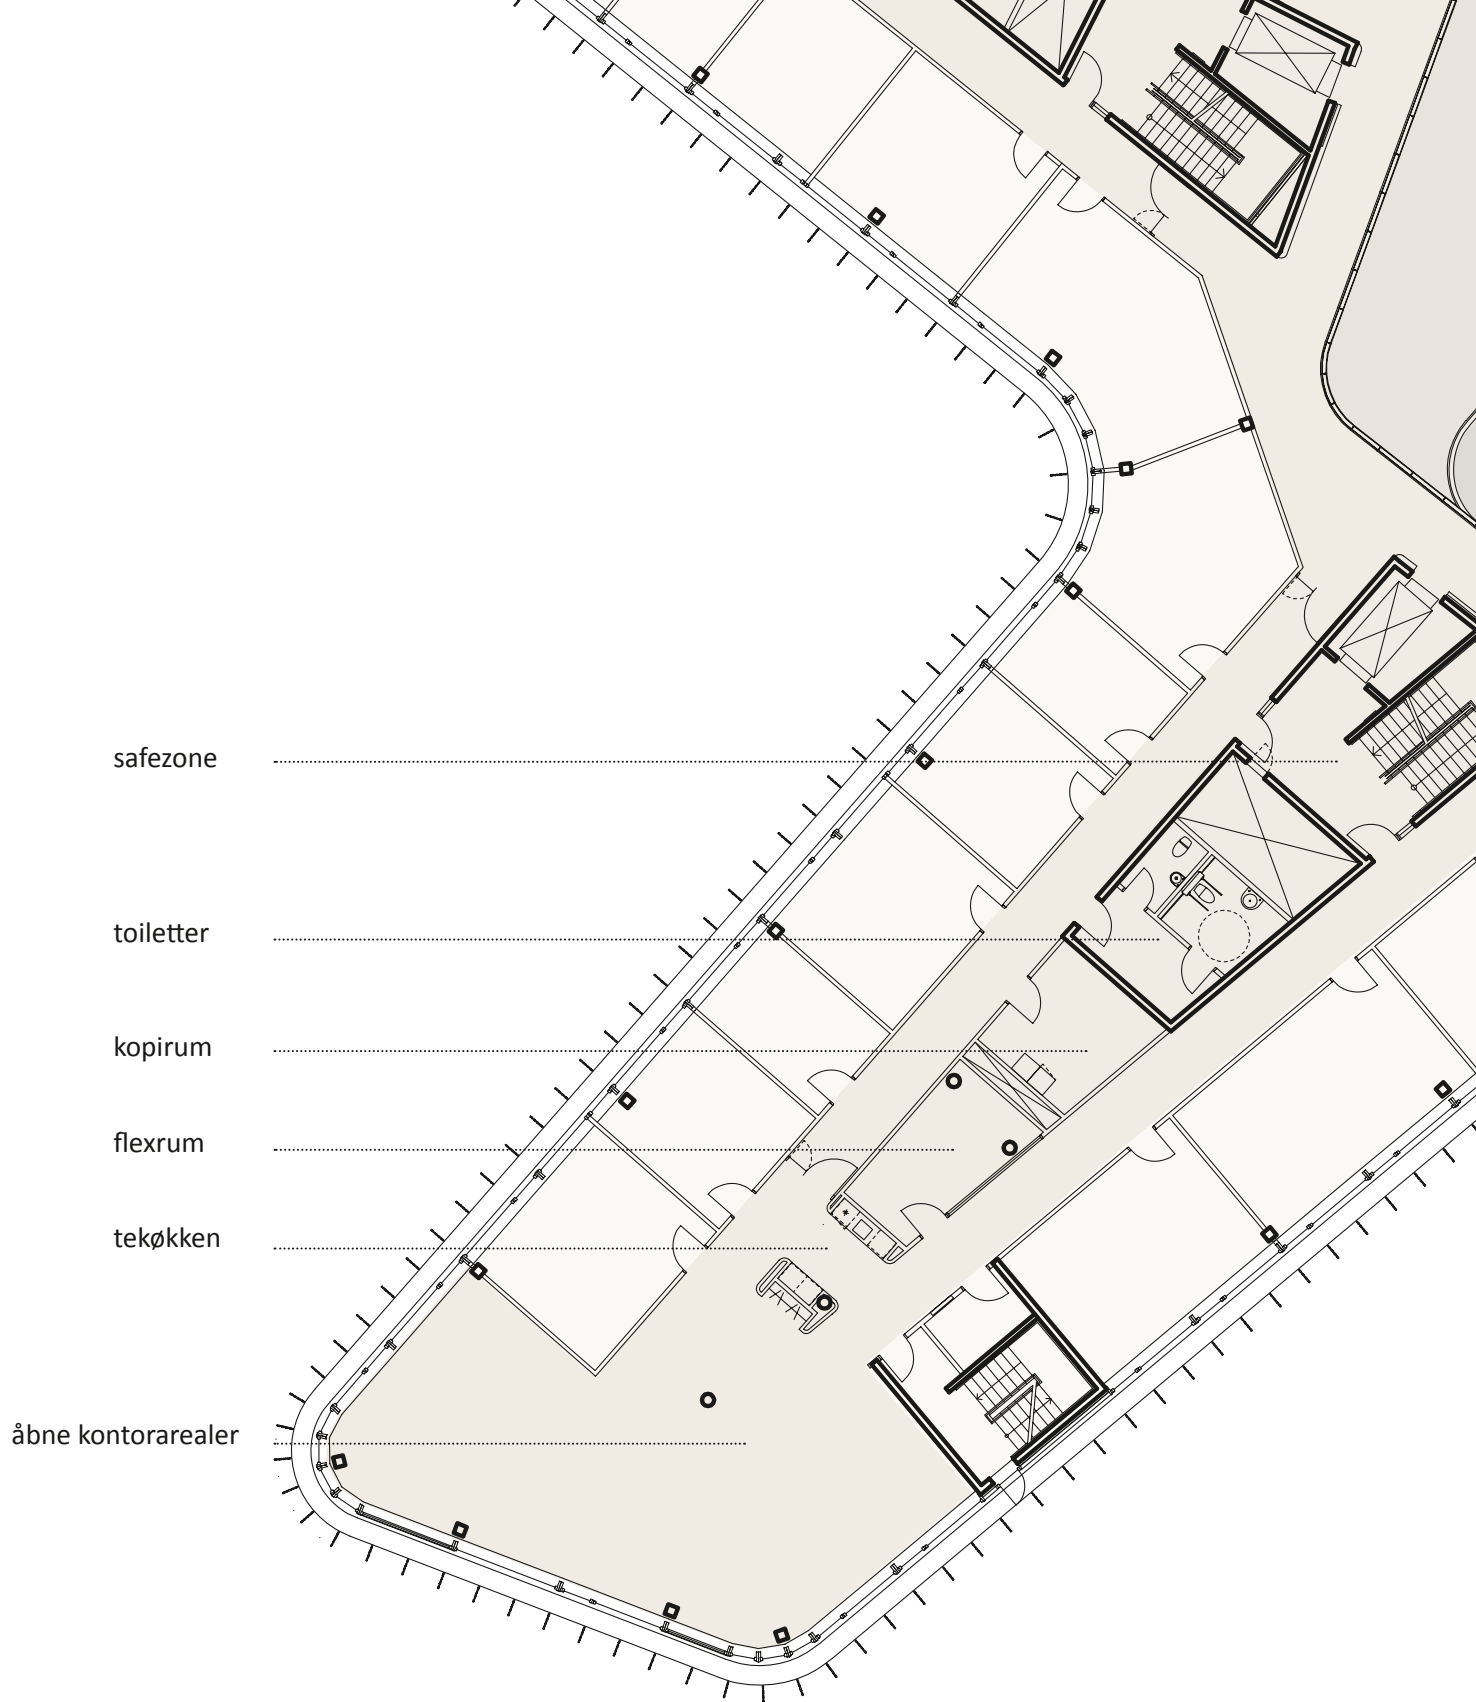 safezone
toiletter
kopirum
flexrum
tekøkken
åbne kontorarealer